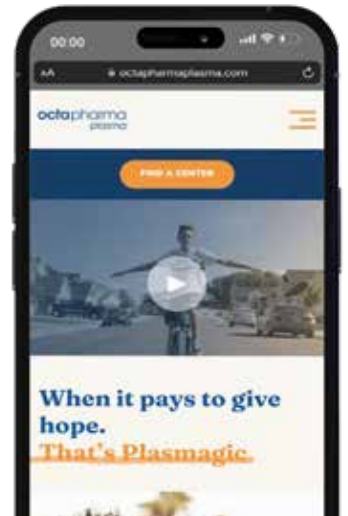 00:00
AA octapharmaplasma.com
octapharma
plasma
FIND A CENTER
When it pays to give
hope.
That's Plasmagic